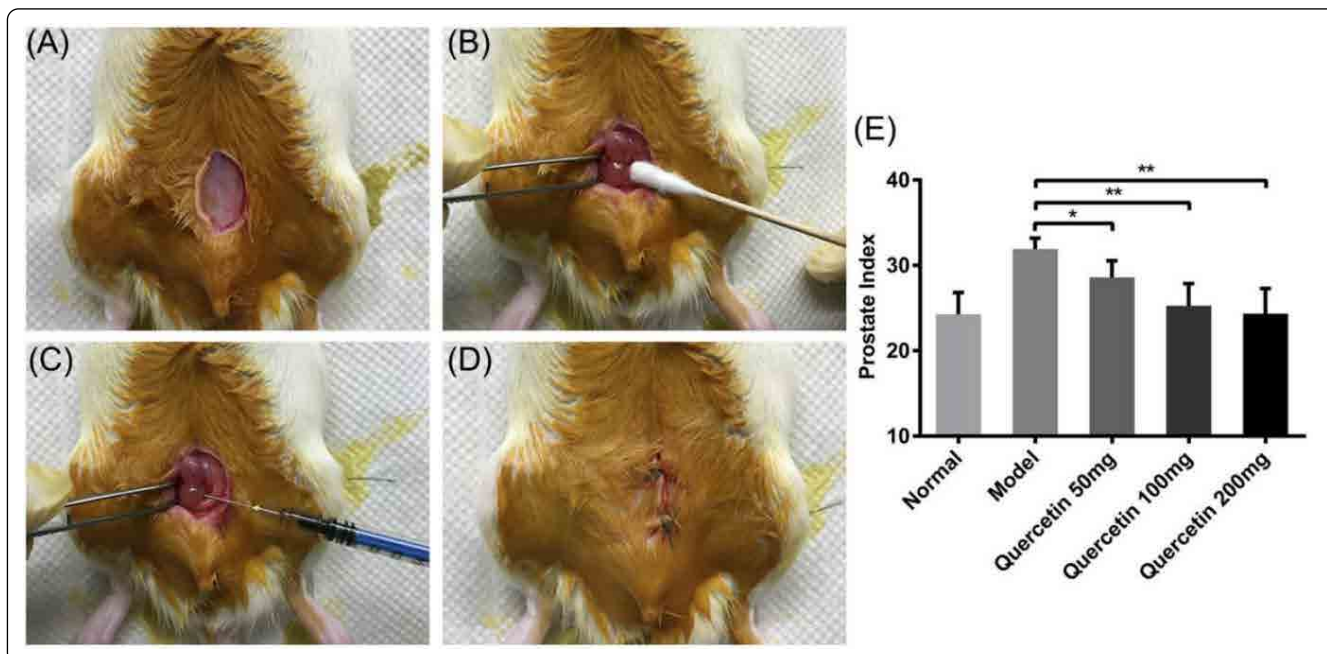 (A)
(B)
(C)
(D)
(E)
Prostate Index
40
30
20
10
*
**
**
Normal
Model
Quercetin 50mg
Quercetin 100mg
Quercetin 200mg